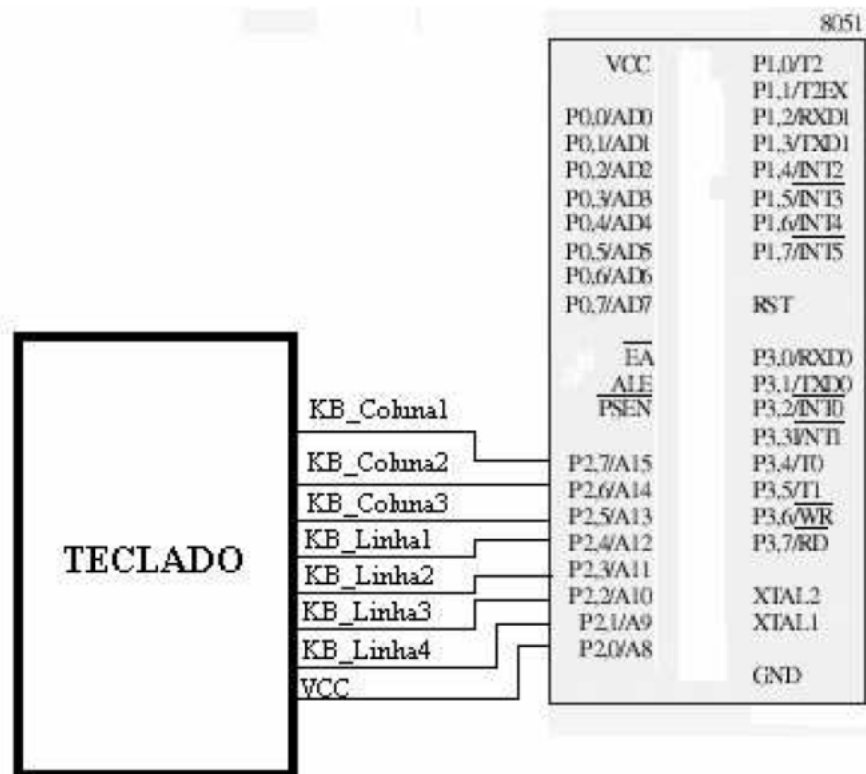 8051
VCC P1.0/T2
P1.1/T2EX
P0.0/AD0 P1.2/RXD1
P0.1/AD1 P1.3/TXD1
P0.2/AD2 P1.4/INT2
P0.3/AD3 P1.5/INT3
P0.4/AD4 P1.6/INT4
P0.5/AD5 P1.7/INT5
P0.6/AD6
P0.7/AD7 RST
EA P3.0/RXD0
ALE P3.1/TXD0
PSEN P3.2/INT0
P3.3I/NT1
P2.7/A15 P3.4/T0
P2.6/A14 P3.5/T1
P2.5/A13 P3.6/WR
P2.4/A12 P3.7/RD
P2.3/A11
P2.2/A10 XTAL2
P2.1/A9 XTAL1
P2.0/A8
GND
TECLADO
KB_Coluna1
KB_Coluna2
KB_Coluna3
KB_Linha1
KB_Linha2
KB_Linha3
KB_Linha4
VCC